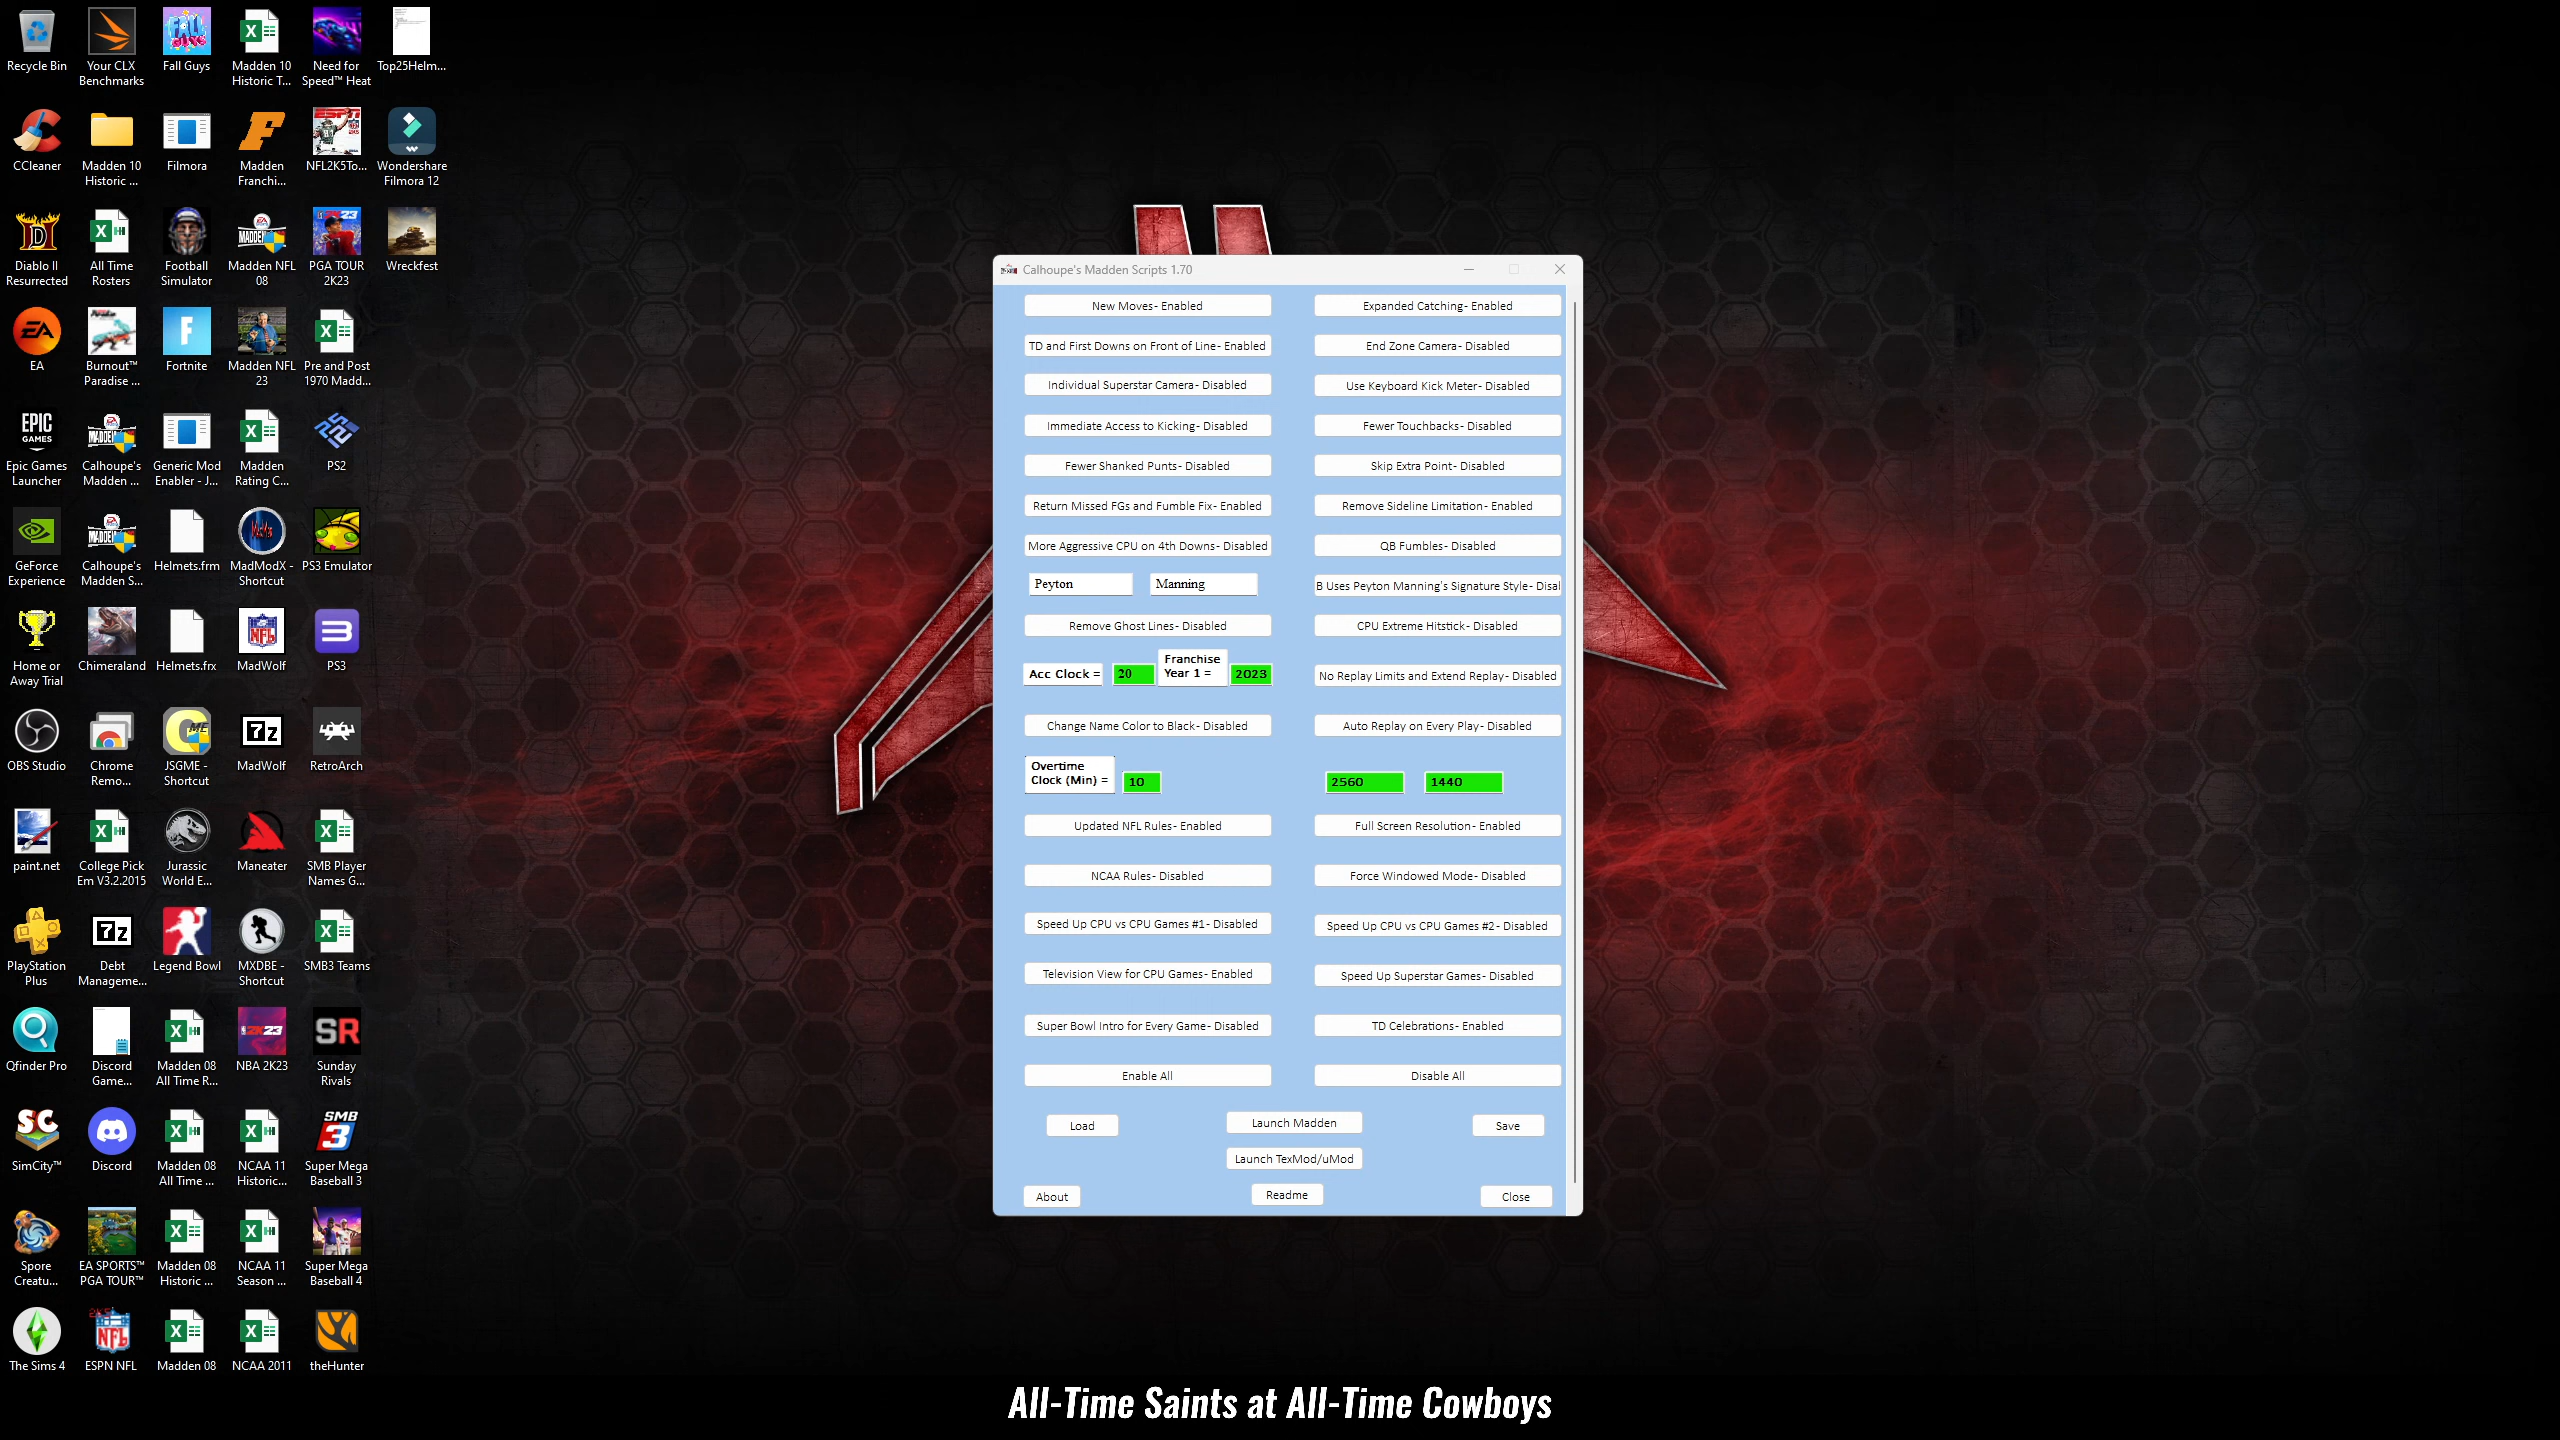 Recycle Bin
Your CLX
Benchmarks
Fall Guys
Madden 10
Historic T...
Need for
Speed™ Heat
Top25Helm...
CCleaner
Madden 10
Historic ...
Filmora
Madden
Franchi...
NFL2K5To...
Wondershare
Filmora 12
Diablo II
Resurrected
All Time
Rosters
Football
Simulator
Madden NFL
08
PGA TOUR
2K23
Wreckfest
EA
Burnout™
Paradise ...
Fortnite
Madden NFL
23
Pre and Post
1970 Madd...
Epic Games
Launcher
Calhoupe's
Madden ...
Generic Mod
Enabler - J...
Madden
Rating C...
PS2
GeForce
Experience
Calhoupe's
Madden S...
Helmets.frm
MadModX -
Shortcut
PS3 Emulator
Home or
Away Trial
Chimeraland
Helmets.frx
MadWolf
PS3
OBS Studio
Chrome
Remo...
JSGME -
Shortcut
MadWolf
RetroArch
paint.net
College Pick
Em V3.2.2015
Jurassic
World E...
Maneater
SMB Player
Names G...
PlayStation
Plus
Debt
Manageme...
Legend Bowl
MXDBE -
Shortcut
SMB3 Teams
Qfinder Pro
Discord
Game...
Madden 08
All Time R...
NBA 2K23
Sunday
Rivals
SimCity™
Discord
Madden 08
All Time ...
NCAA 11
Historic...
Super Mega
Baseball 3
Spore
Creatu...
EA SPORTS™
PGA TOUR™
Madden 08
Historic ...
NCAA 11
Season ...
Super Mega
Baseball 4
The Sims 4
ESPN NFL
Madden 08
NCAA 2011
theHunter
Calhoupe's Madden Scripts 1.70
New Moves- Enabled
Expanded Catching- Enabled
TD and First Downs on Front of Line- Enabled
End Zone Camera- Disabled
Individual Superstar Camera- Disabled
Use Keyboard Kick Meter- Disabled
Immediate Access to Kicking- Disabled
Fewer Touchbacks- Disabled
Fewer Shanked Punts- Disabled
Skip Extra Point- Disabled
Return Missed FGs and Fumble Fix- Enabled
Remove Sideline Limitation- Enabled
More Aggressive CPU on 4th Downs- Disabled
QB Fumbles- Disabled
Peyton
Manning
B Uses Peyton Manning's Signature Style- Disal
Remove Ghost Lines- Disabled
CPU Extreme Hitstick- Disabled
Acc Clock =
20
Franchise
Year 1 =
2023
No Replay Limits and Extend Replay- Disabled
Change Name Color to Black- Disabled
Auto Replay on Every Play- Disabled
Overtime
Clock (Min) =
10
2560
1440
Updated NFL Rules- Enabled
Full Screen Resolution- Enabled
NCAA Rules- Disabled
Force Windowed Mode- Disabled
Speed Up CPU vs CPU Games #1- Disabled
Speed Up CPU vs CPU Games #2- Disabled
Television View for CPU Games- Enabled
Speed Up Superstar Games- Disabled
Super Bowl Intro for Every Game- Disabled
TD Celebrations- Enabled
Enable All
Disable All
Load
Launch Madden
Save
Launch TexMod/uMod
About
Readme
Close
All-Time Saints at All-Time Cowboys